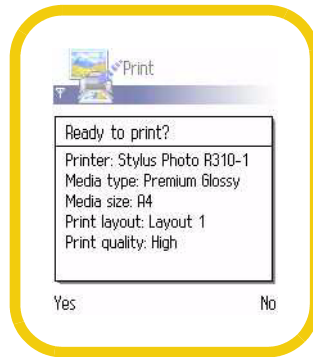 Print
Ready to print?
Printer: Stylus Photo R310-1
Media type: Premium Glossy
Media size: A4
Print layout: Layout 1
Print quality: High
Yes No